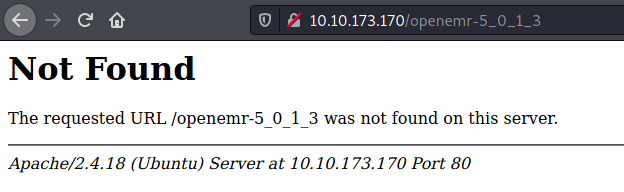 10.10.173.170/openemr-5_0_1_3
Not Found
The requested URL /openemr-5_0_1_3 was not found on this server.
Apache/2.4.18 (Ubuntu) Server at 10.10.173.170 Port 80